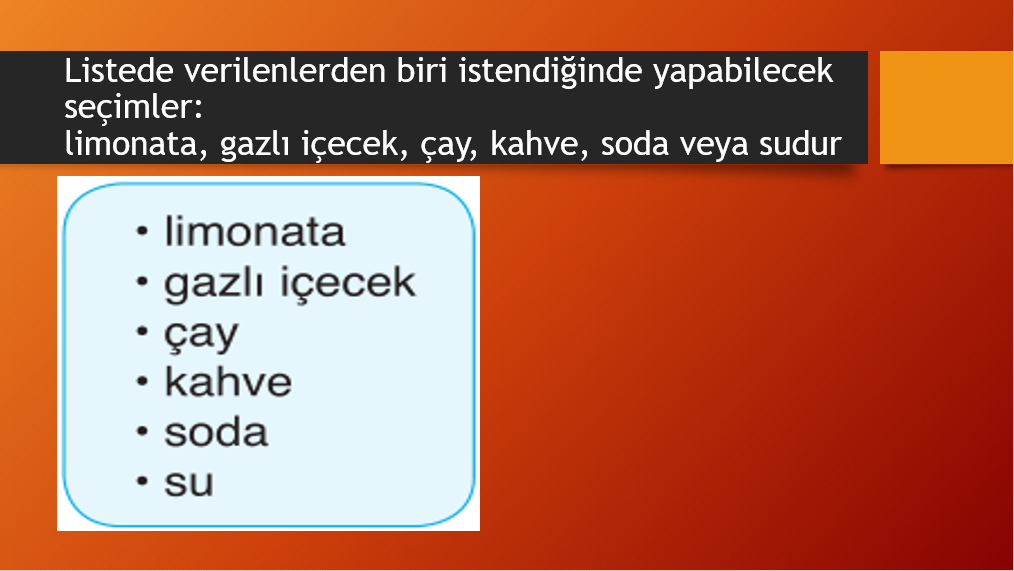 Listede verilenlerden biri istendiğinde yapabilecek
seçimler:
limonata, gazlı içecek, çay, kahve, soda veya sudur
• limonata
• gazlı içecek
• çay
• kahve
• soda
• su